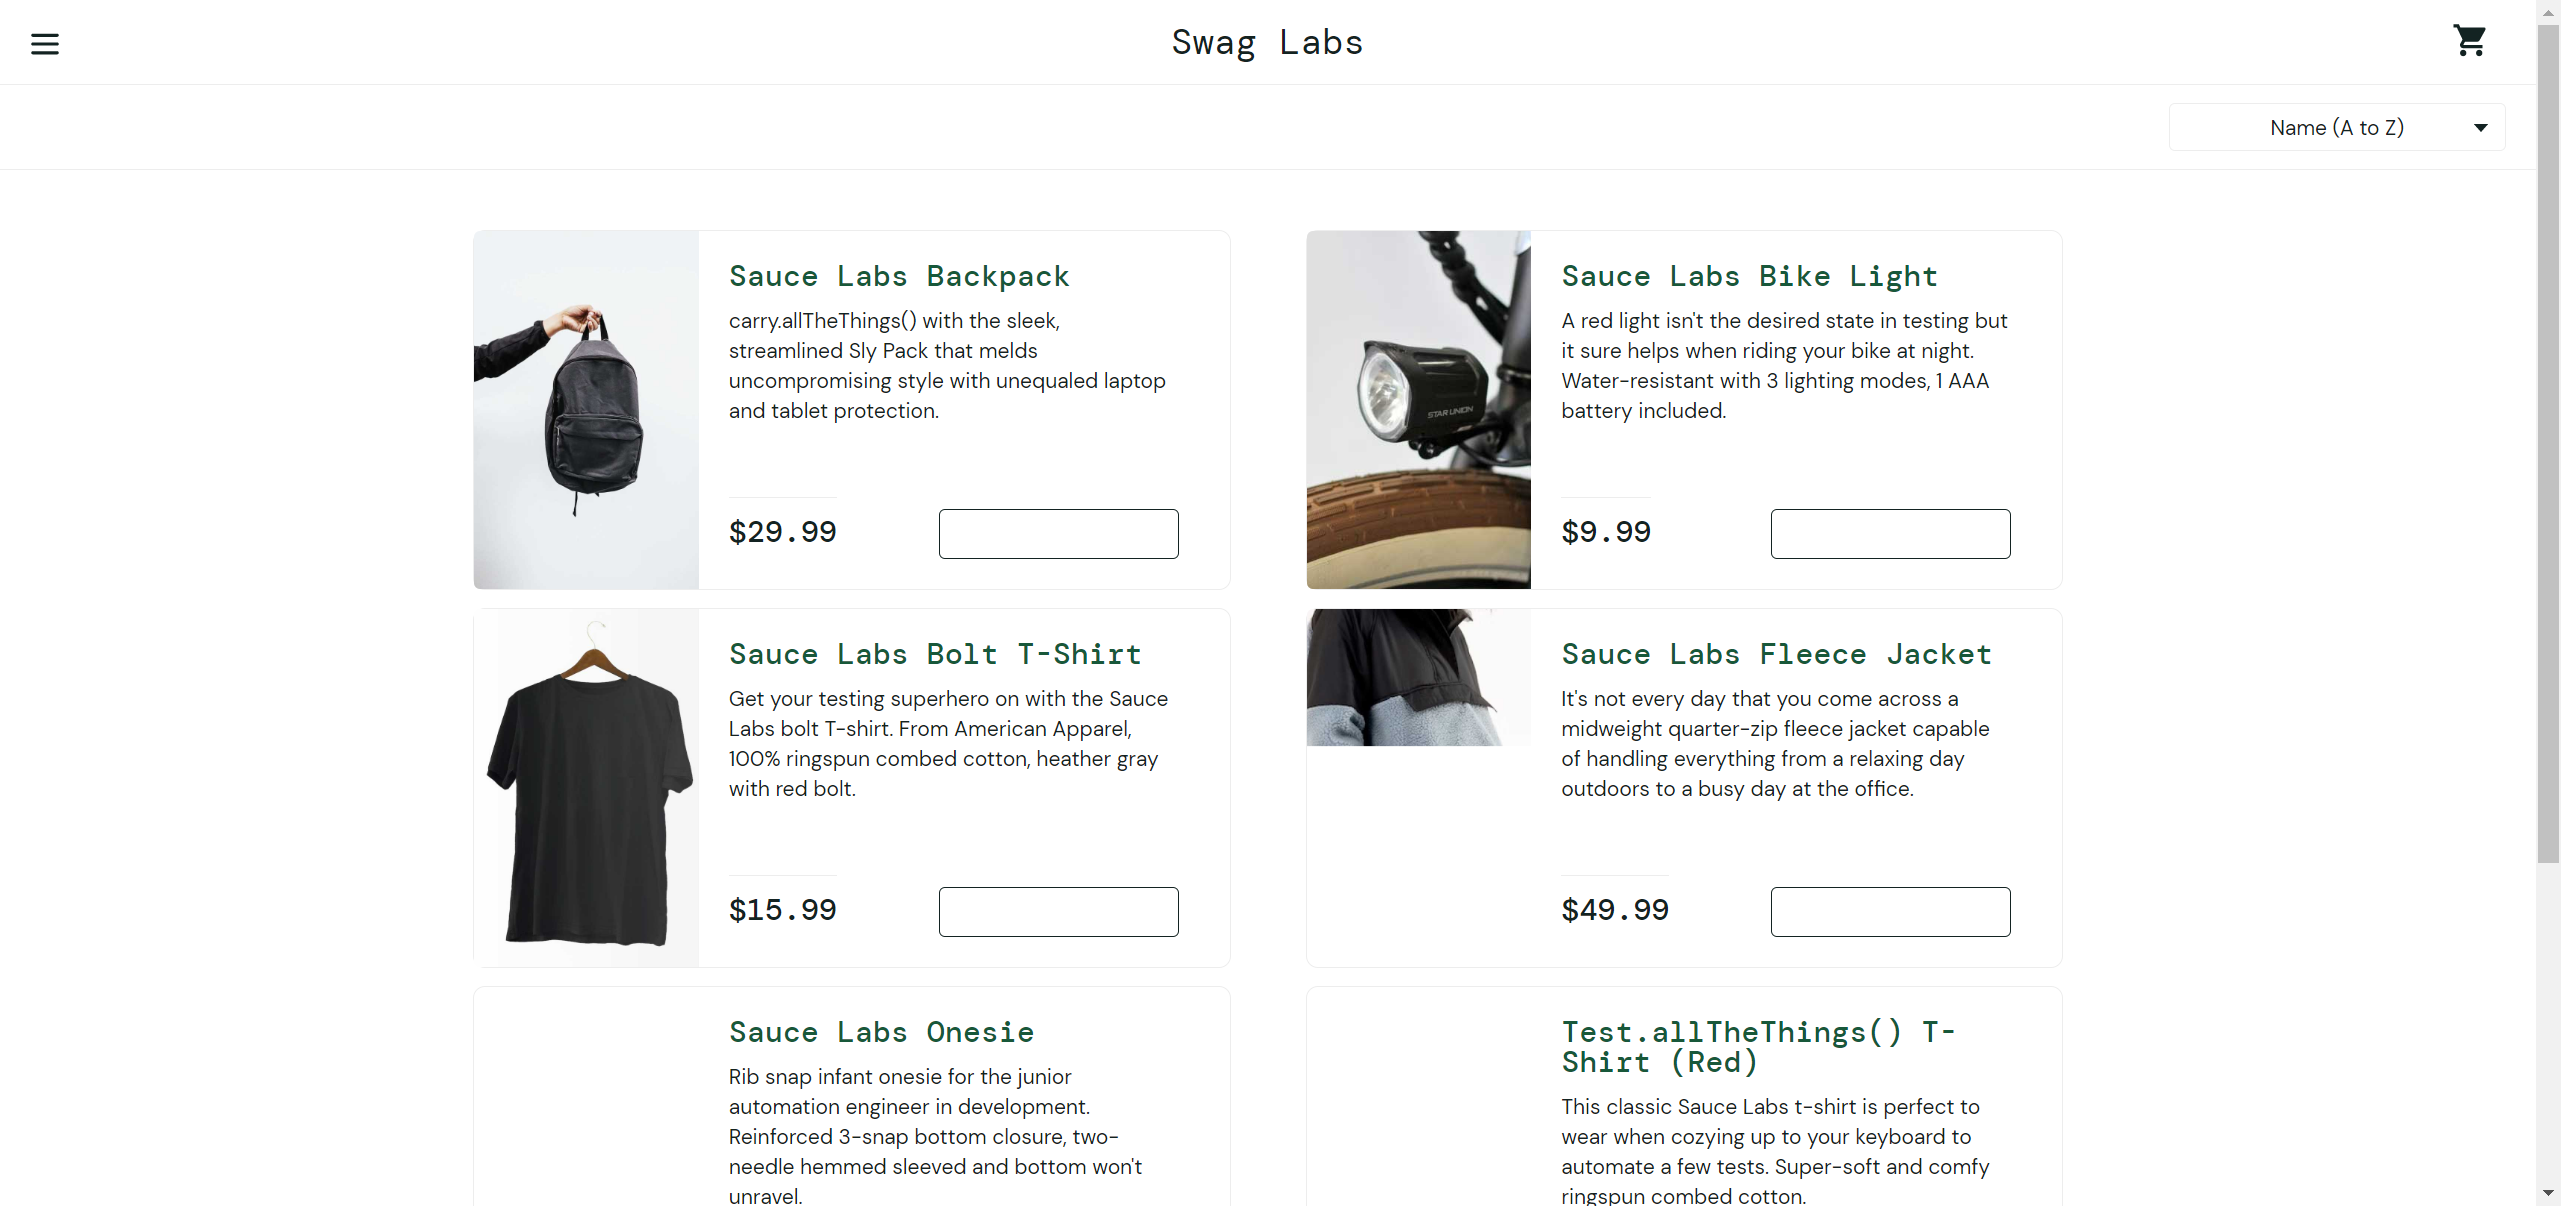 Swag Labs
Name (A to Z)
Sauce Labs Backpack
carry.allTheThings() with the sleek,
streamlined Sly Pack that melds
uncompromising style with unequaled laptop
and tablet protection.
$29.99
Sauce Labs Bike Light
A red light isn't the desired state in testing but
it sure helps when riding your bike at night.
Water-resistant with 3 lighting modes, 1 AAA
battery included.
STAR UNION
$9.99
Sauce Labs Bolt T-Shirt
Get your testing superhero on with the Sauce
Labs bolt T-shirt. From American Apparel,
100% ringspun combed cotton, heather gray
with red bolt.
$15.99
Sauce Labs Fleece Jacket
It's not every day that you come across a
midweight quarter-zip fleece jacket capable
of handling everything from a relaxing day
outdoors to a busy day at the office.
$49.99
Sauce Labs Onesie
Rib snap infant onesie for the junior
automation engineer in development.
Reinforced 3-snap bottom closure, two-
needle hemmed sleeved and bottom won't
unravel.
Test.allTheThings() T-
Shirt (Red)
This classic Sauce Labs t-shirt is perfect to
wear when cozying up to your keyboard to
automate a few tests. Super-soft and comfy
ringspun combed cotton.